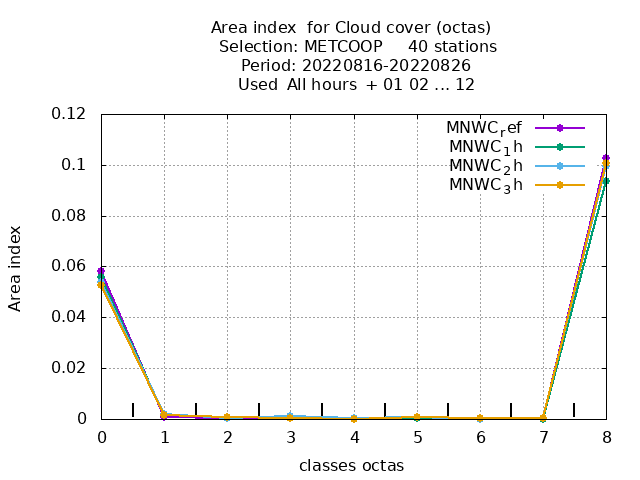 Area index  for Cloud cover (octas)
Selection: METCOOP     40 stations
Period: 20220816-20220826
Used  All hours  + 01 02 ... 12
MNWC_ref
MNWC_1h
MNWC_2h
MNWC_3h
0.12
0.1
0.08
0.06
0.04
0.02
0
Area index
0 1 2 3 4 5 6 7 8
classes octas